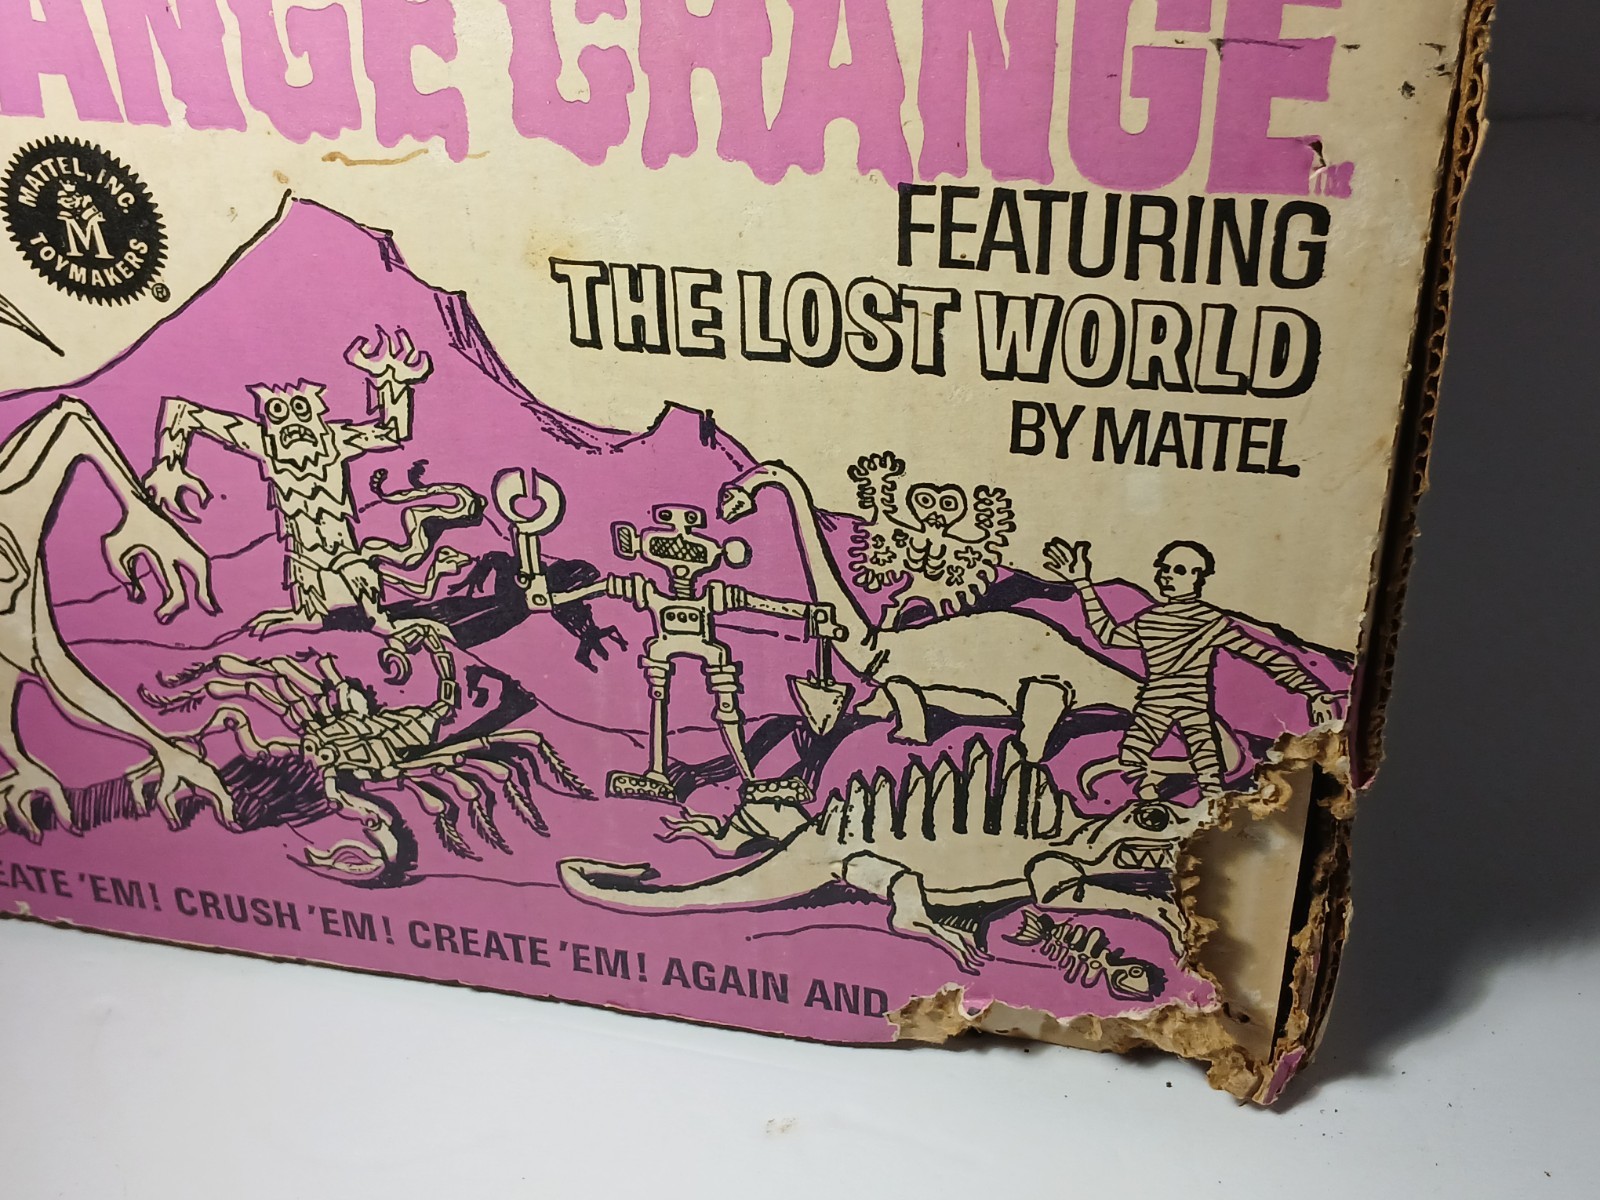 ANGE CHANGE
TM
MATTEL, INC.
M
TOYMAKERS
®
FEATURING
THE LOST WORLD
BY MATTEL
EATE 'EM! CRUSH 'EM! CREATE 'EM! AGAIN AND